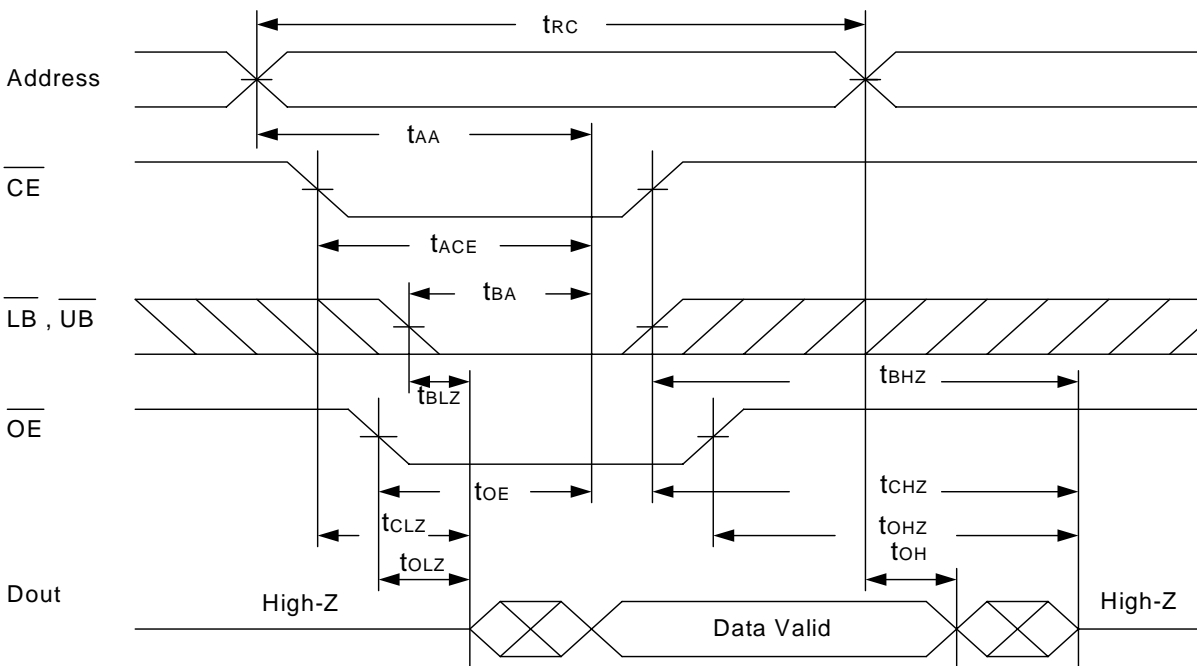 tRC
Address
tAA
CE
tACE
tBA
LB , UB
tBLZ
tBHZ
OE
tOE
tCHZ
tCLZ
tOHZ
tOLZ
tOH
Dout
High-Z
Data Valid
High-Z